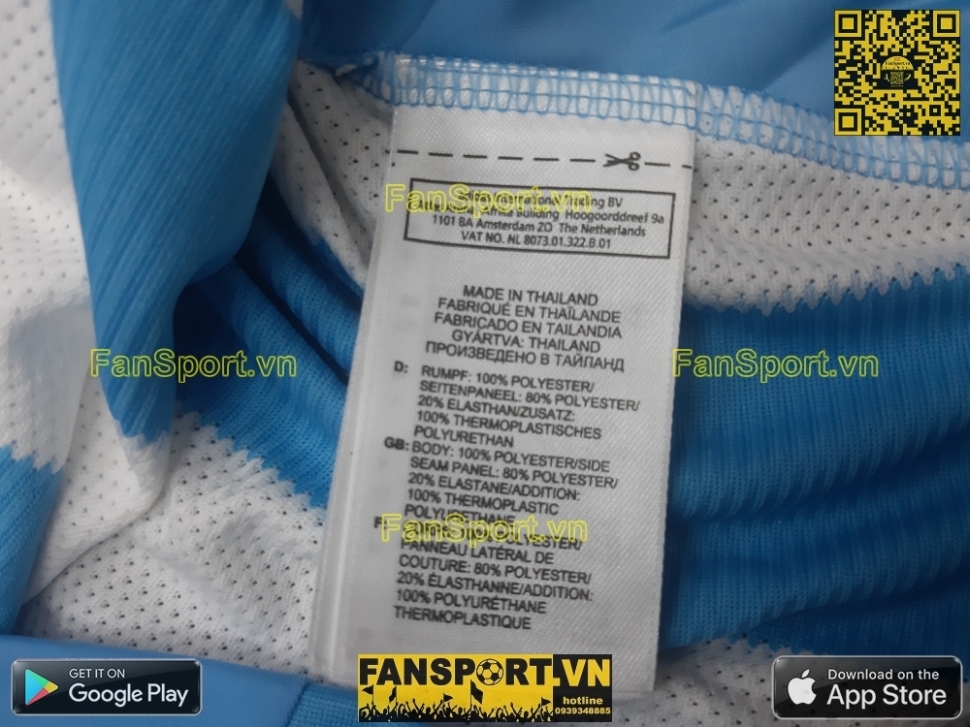 FanSport.vn
BV
Building Hoogoorddreef 9a
1101 BA Amsterdam ZO The Netherlands
VAT NO. NL 8073.01.322.B.01
MADE IN THAILAND
FABRIQUÉ EN THAÏLANDE
FABRICADO EN TAILANDIA
GYÁRTVA: THAILAND
ПРОИЗВЕДЕНО В ТАЙЛАНД
FanSport.vn
FanSport.vn
D: RUMPF: 100% POLYESTER/
SEITENPANEEL: 80% POLYESTER/
20% ELASTHAN/ZUSATZ:
100% THERMOPLASTISCHES
POLYURETHAN
GB: BODY: 100% POLYESTER/SIDE
SEAM PANEL: 80% POLYESTER/
20% ELASTANE/ADDITION:
100% THERMOPLASTIC
POLYURETHANE
FanSport.vn
PANNEAU LATÉRAL DE
COUTURE: 80% POLYESTER/
20% ÉLASTHANNE/ADDITION:
100% POLYURÉTHANE
THERMOPLASTIQUE
GET IT ON
Google Play
FANSPORT.VN
hotline
0939348885
Download on the
App Store